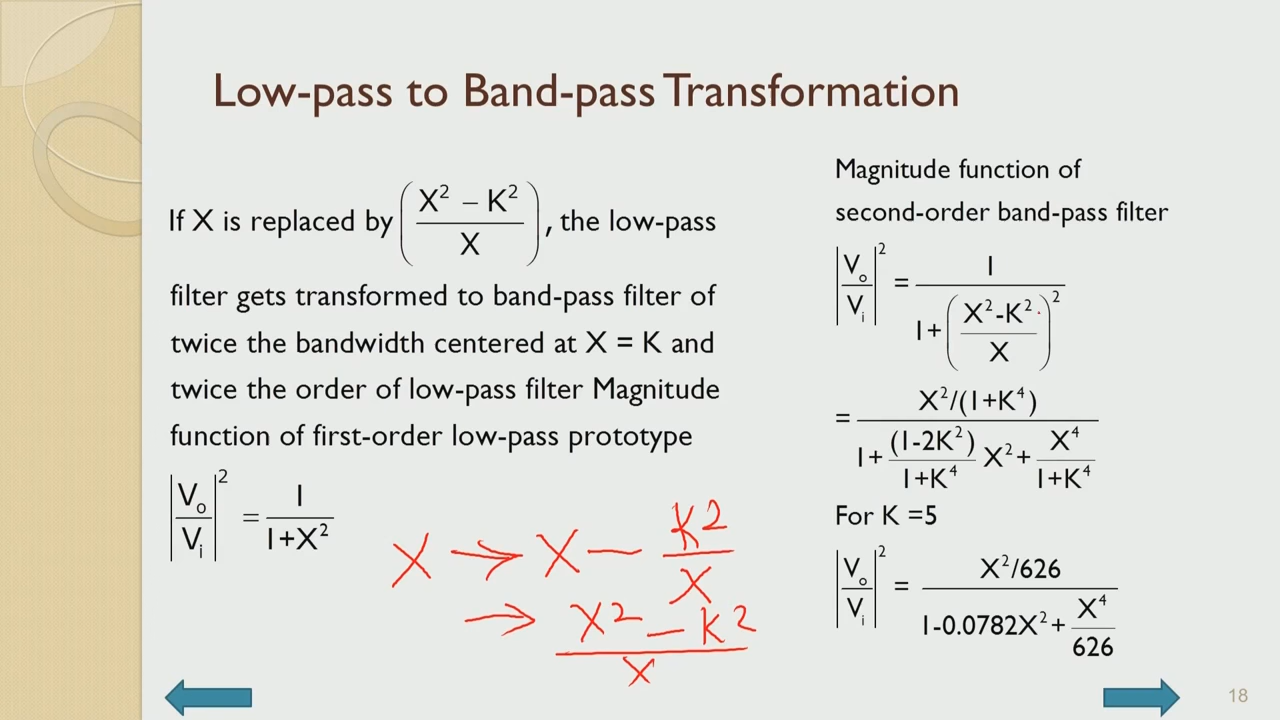 Low-pass to Band-pass Transformation
If X is replaced by ( (X² – K²) / X ), the low-pass
filter gets transformed to band-pass filter of
twice the bandwidth centered at X = K and
twice the order of low-pass filter Magnitude
function of first-order low-pass prototype
|Vo/Vi|² = 1/(1+X²)
X → X − K²/X
→ (X² − K²)/X
Magnitude function of
second-order band-pass filter
|Vo/Vi|² = 1/(1+((X²-K²)/X)²)
= (X²/(1+K⁴))/(1+((1-2K²)/(1+K⁴))X²+X⁴/(1+K⁴))
For K =5
|Vo/Vi|² = (X²/626)/(1-0.0782X²+X⁴/626)
18